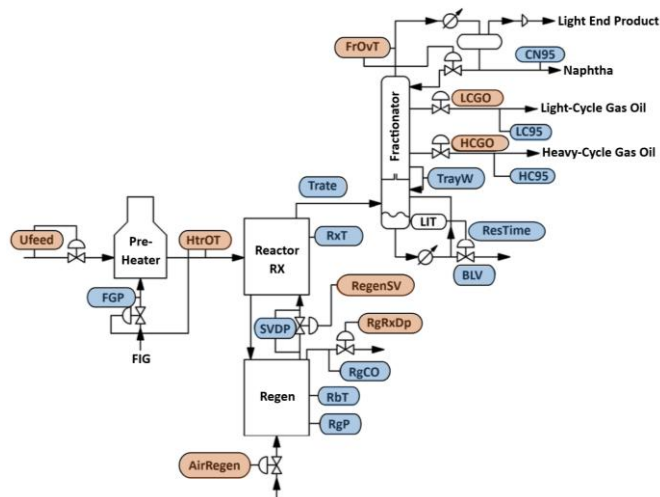 Light End Product
FrOvT
CN95
Naphtha
LCGO
Light-Cycle Gas Oil
LC95
Fractionator
HCGO
Heavy-Cycle Gas Oil
HC95
TrayW
Trate
LIT
ResTime
BLV
Ufeed
Pre-
Heater
HtrOT
Reactor
RX
RxT
FGP
FIG
RegenSV
SVDP
RgRxDp
RgCO
Regen
RbT
RgP
AirRegen